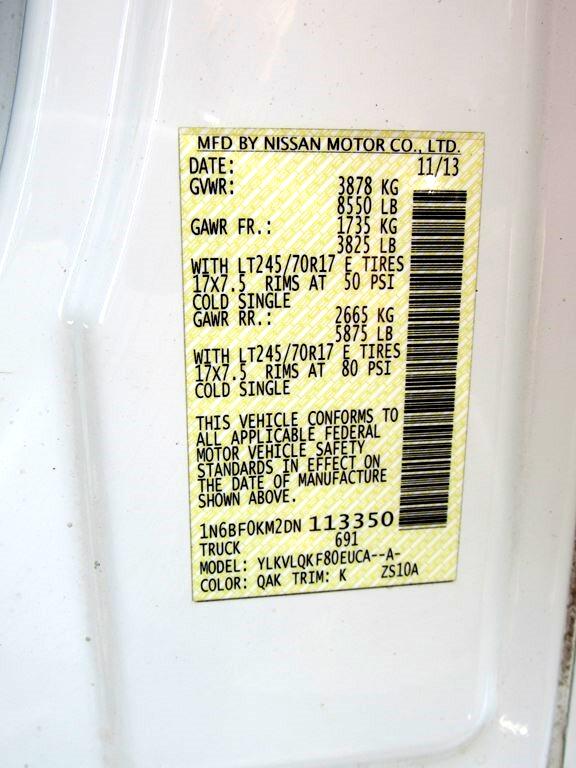 MFD BY NISSAN MOTOR CO., LTD.
DATE: 11/13
GVWR: 3878 KG
8550 LB
GAWR FR.: 1735 KG
3825 LB
WITH LT245/70R17 E TIRES
17X7.5 RIMS AT 50 PSI
COLD SINGLE
GAWR RR.: 2665 KG
5875 LB
WITH LT245/70R17 E TIRES
17X7.5 RIMS AT 80 PSI
COLD SINGLE
THIS VEHICLE CONFORMS TO
ALL APPLICABLE FEDERAL
MOTOR VEHICLE SAFETY
STANDARDS IN EFFECT ON
THE DATE OF MANUFACTURE
SHOWN ABOVE.
1N6BF0KM2DN 113350
TRUCK 691
MODEL: YLKVLQKF80EUCA--A-
COLOR: QAK TRIM: K ZS10A